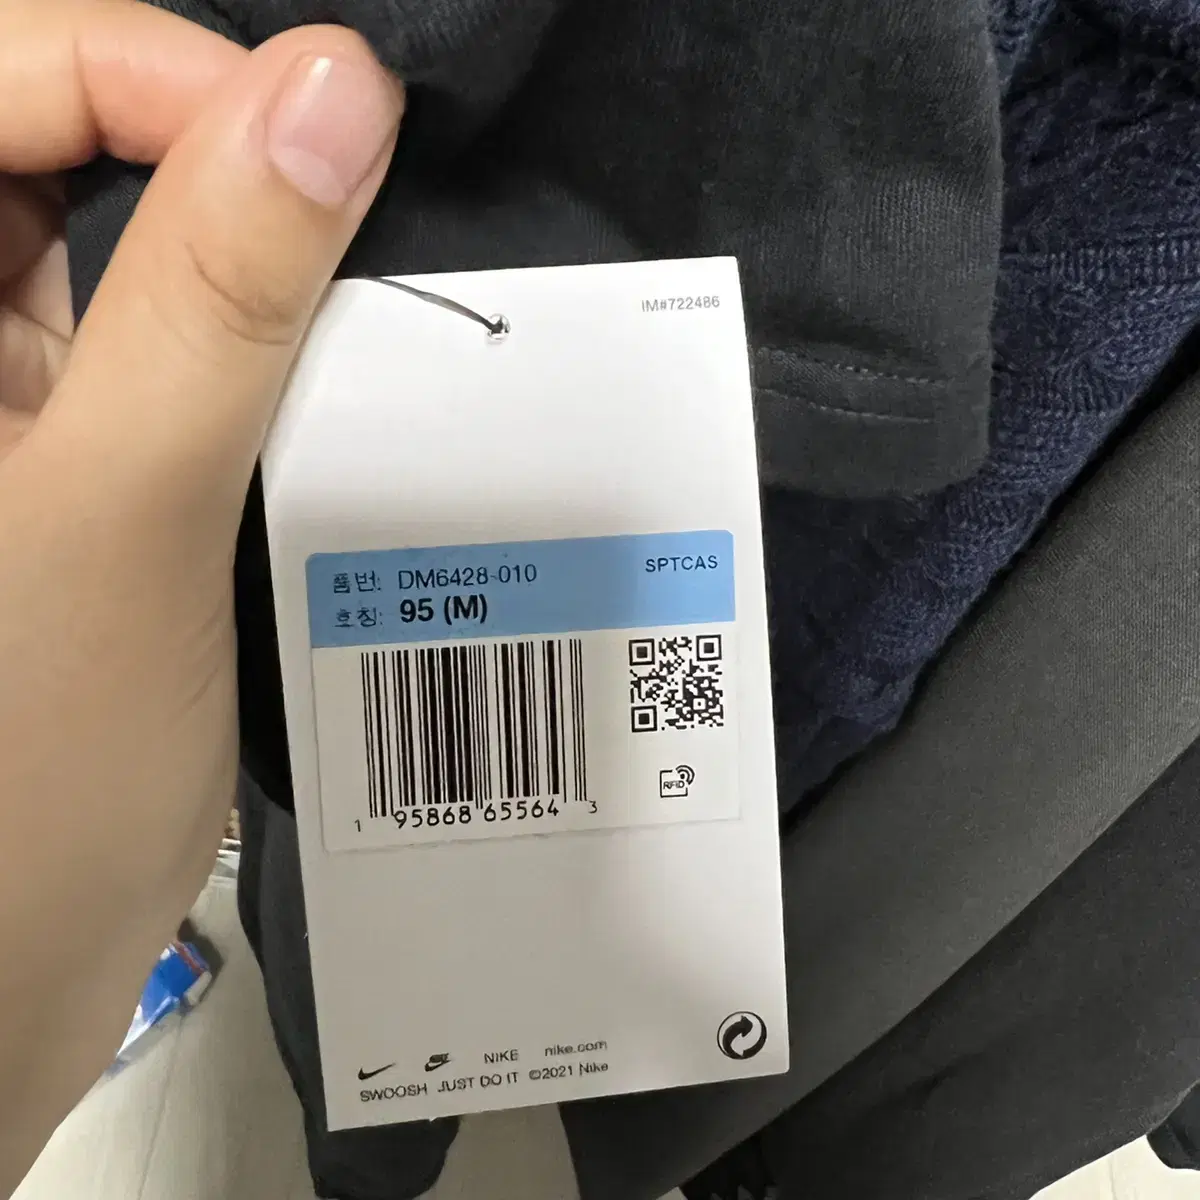 IM#722486
품번: DM6428-010
SPTCAS
호칭: 95 (M)
1 95868 65564 3
RFID
NIKE nike.com
SWOOSH JUST DO IT ©2021 Nike